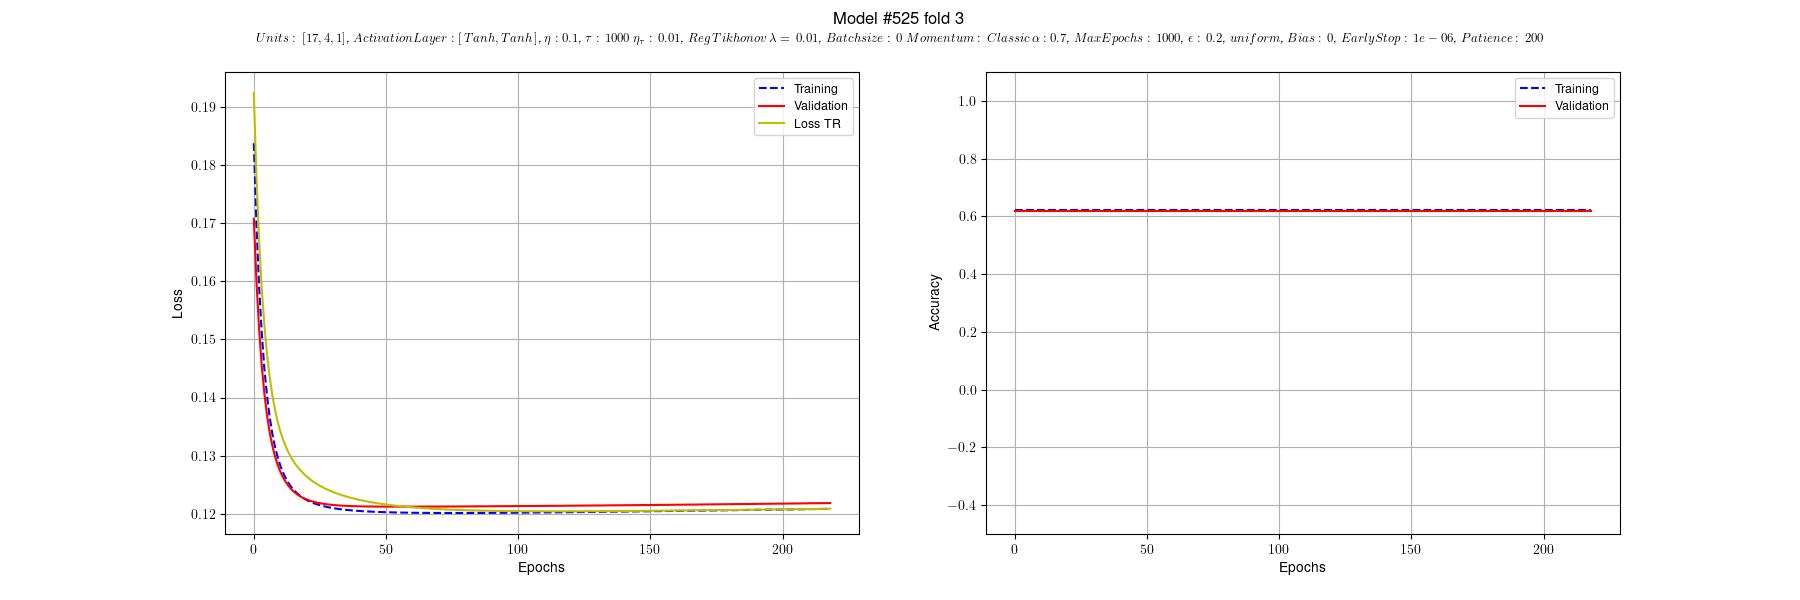 Model #525 fold 3
Units : [17, 4, 1], ActivationLayer : [Tanh, Tanh], η : 0.1, τ : 1000 ητ : 0.01, RegTikhonov λ = 0.01, Batchsize : 0 Momentum : Classic α : 0.7, MaxEpochs : 1000, ϵ : 0.2, uniform, Bias : 0, EarlyStop : 1e − 06, Patience : 200
Training
Validation
Loss TR
0.19
0.18
0.17
0.16
0.15
0.14
0.13
0.12
Loss
0 50 100 150 200
Epochs
Training
Validation
1.0
0.8
0.6
0.4
0.2
0.0
−0.2
−0.4
Accuracy
0 50 100 150 200
Epochs